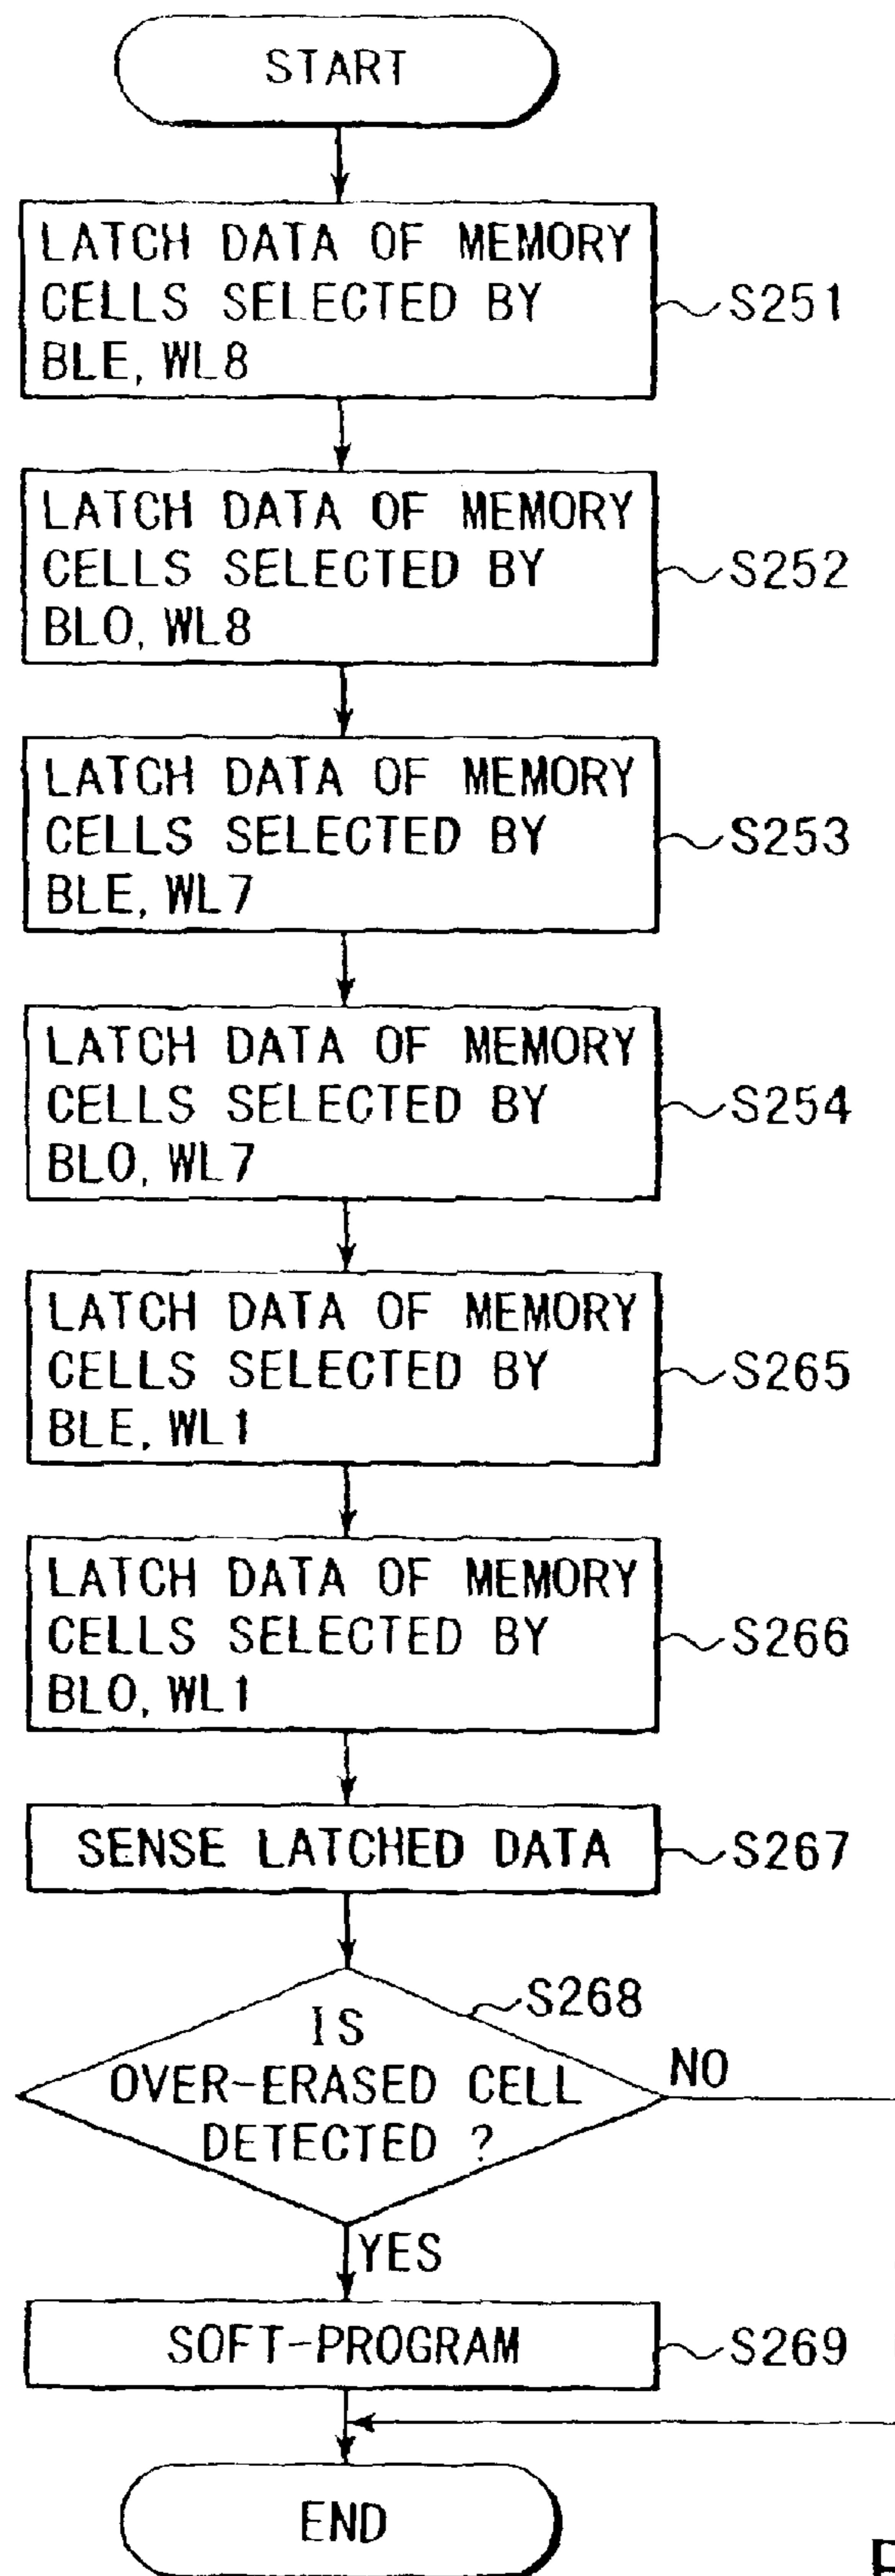 START
LATCH DATA OF MEMORY
CELLS SELECTED BY
BLE, WL8
S251
LATCH DATA OF MEMORY
CELLS SELECTED BY
BLO, WL8
S252
LATCH DATA OF MEMORY
CELLS SELECTED BY
BLE, WL7
S253
LATCH DATA OF MEMORY
CELLS SELECTED BY
BLO, WL7
S254
LATCH DATA OF MEMORY
CELLS SELECTED BY
BLE, WL1
S265
LATCH DATA OF MEMORY
CELLS SELECTED BY
BLO, WL1
S266
SENSE LATCHED DATA
S267
S268
IS
OVER-ERASED CELL
DETECTED ?
NO
YES
SOFT-PROGRAM
S269
END